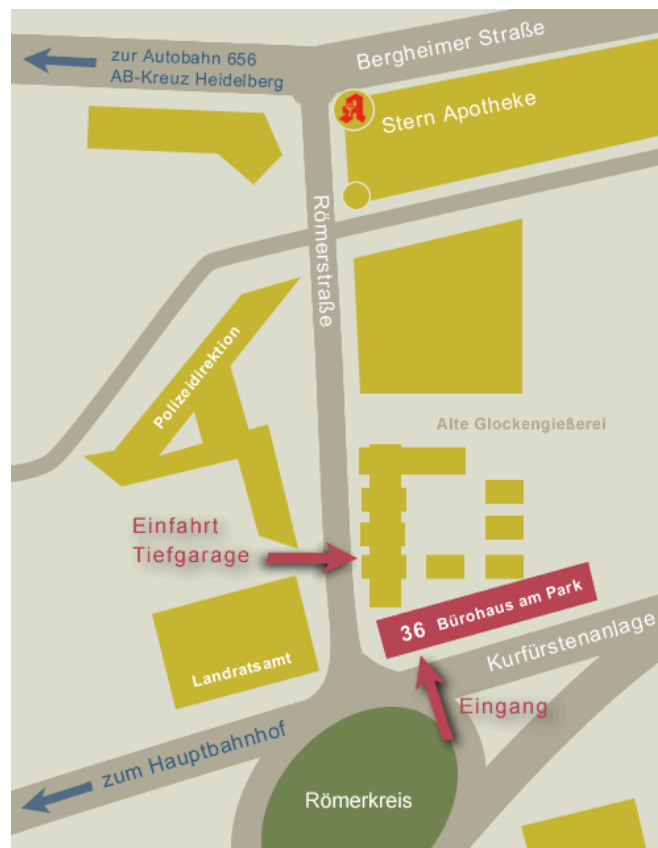 zur Autobahn 656
AB-Kreuz Heidelberg
Bergheimer Straße
Stern Apotheke
Römerstraße
Polizeidirektion
Alte Glockengießerei
Einfahrt
Tiefgarage
36 Bürohaus am Park
Kurfürstenanlage
Landratsamt
Eingang
zum Hauptbahnhof
Römerkreis